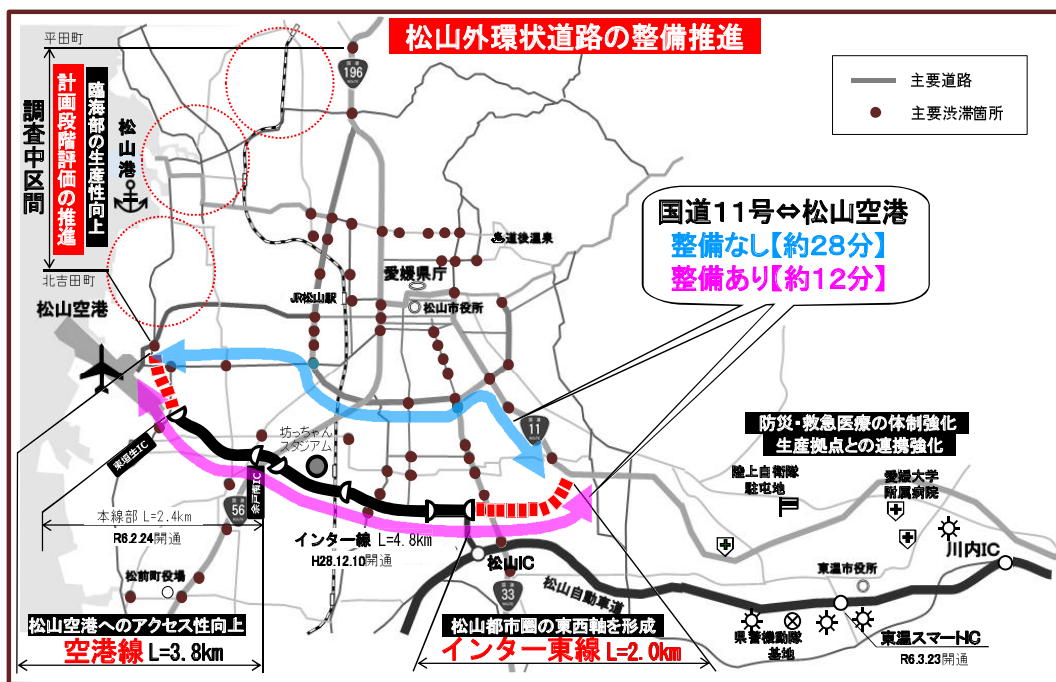 松山外環状道路の整備推進
平田町
調査中区間
計画段階評価の推進
臨海部の生産性向上
松山港
北吉田町
松山空港
国道
196
ROUTE
主要道路
主要渋滞箇所
国道11号⇔松山空港
整備なし【約28分】
整備あり【約12分】
道後温泉
愛媛県庁
松山市役所
JR松山駅
坊っちゃん
スタジアム
国道
11
ROUTE
防災・救急医療の体制強化
生産拠点との連携強化
陸上自衛隊
駐屯地
愛媛大学
附属病院
川内IC
東垣生IC
余戸南IC
国道
56
ROUTE
本線部 L=2.4km
R6.2.24開通
インター線 L=4.8km
H28.12.10開通
松山IC
松山自動車道
国道
33
ROUTE
松前町役場
東温市役所
県警機動隊
基地
東温スマートIC
R6.3.23開通
松山空港へのアクセス性向上
空港線 L=3.8km
松山都市圏の東西軸を形成
インター東線 L=2.0km